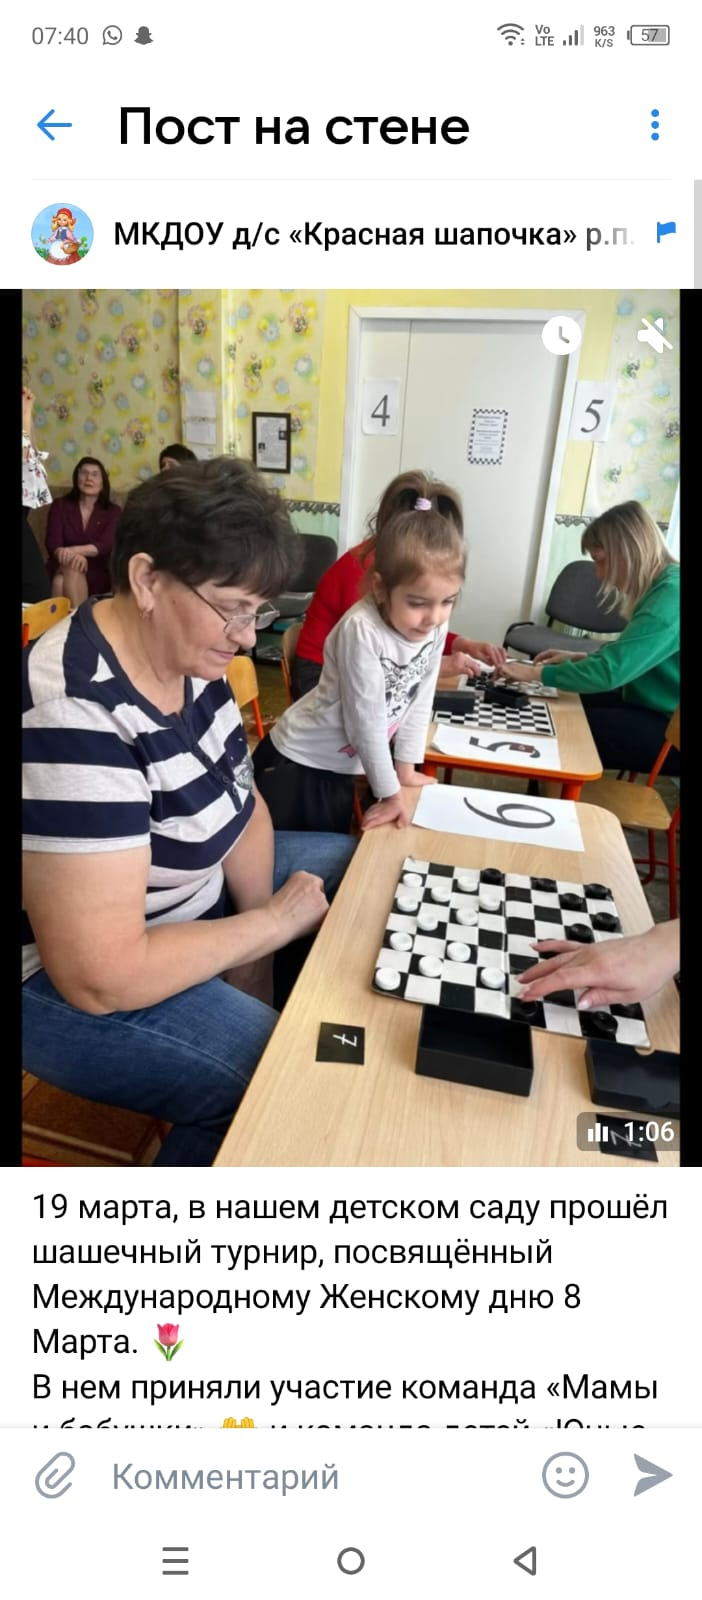 07:40
Vo LTE
963 K/S
57
Пост на стене
МКДОУ д/с «Красная шапочка» р.п.
4
5
5
6
7
1:06
19 марта, в нашем детском саду прошёл
шашечный турнир, посвящённый
Международному Женскому дню 8
Марта. 🌷
В нем приняли участие команда «Мамы
Комментарий